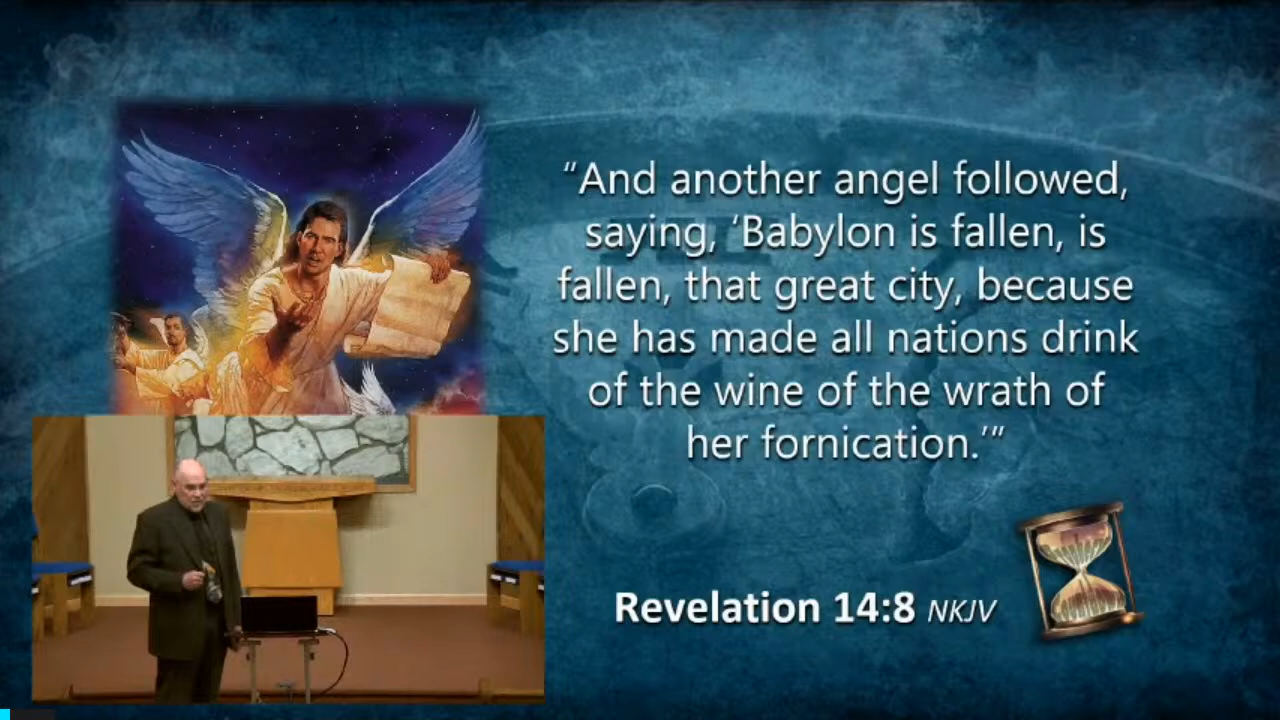 “And another angel followed,
saying, ‘Babylon is fallen, is
fallen, that great city, because
she has made all nations drink
of the wine of the wrath of
her fornication.’”
Revelation 14:8 NKJV